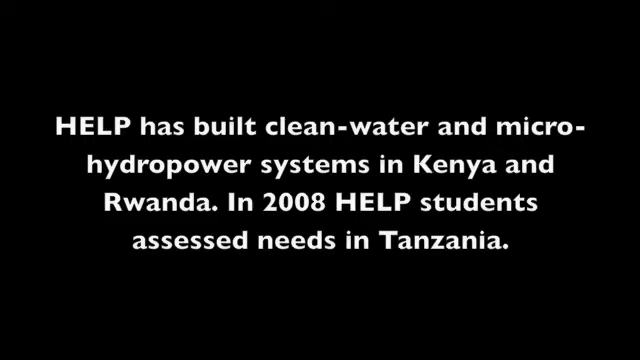 HELP has built clean-water and micro-
hydropower systems in Kenya and
Rwanda. In 2008 HELP students
assessed needs in Tanzania.